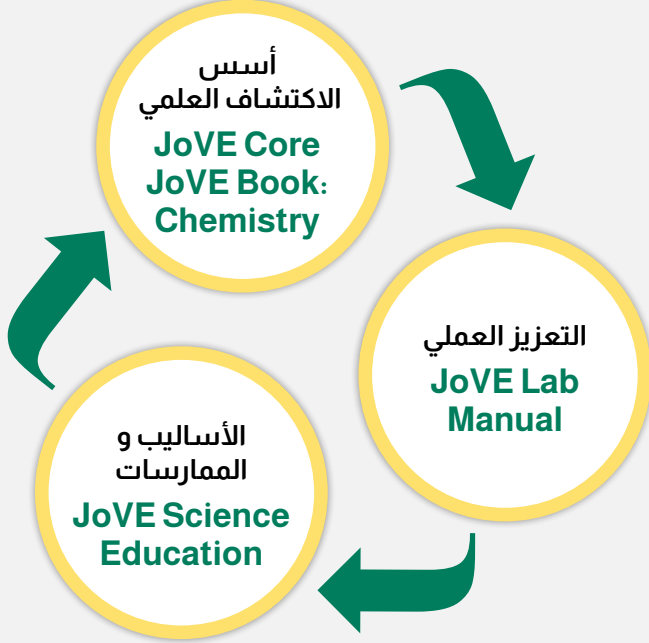 أسس
الاكتشاف العلمي
JoVE Core
JoVE Book:
Chemistry
التعزيز العملي
JoVE Lab
Manual
الأساليب و
الممارسات
JoVE Science
Education